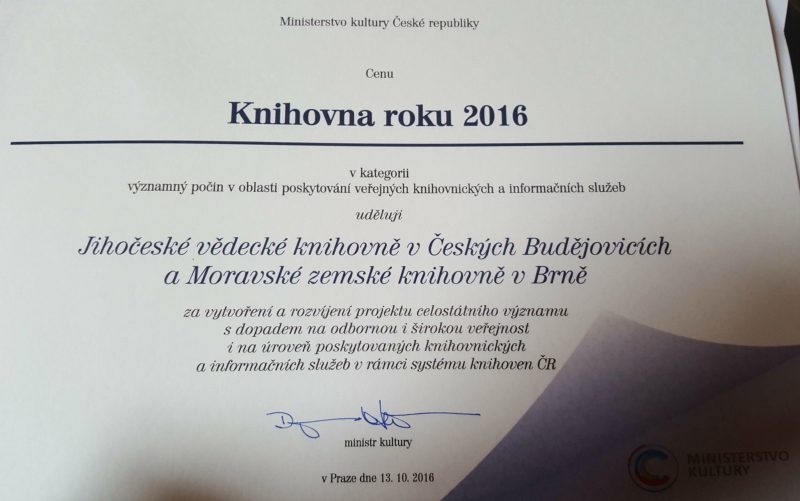 Ministerstvo kultury České republiky
Cenu
Knihovna roku 2016
v kategorii
významný počin v oblasti poskytování veřejných knihovnických a informačních služeb
uděluji
Jihočeské vědecké knihovně v Českých Budějovicích
a Moravské zemské knihovně v Brně
za vytvoření a rozvíjení projektu celostátního významu
s dopadem na odbornou i širokou veřejnost
i na úroveň poskytovaných knihovnických
a informačních služeb v rámci systému knihoven ČR
ministr kultury
v Praze dne 13. 10. 2016
MINISTERSTVO
KULTURY